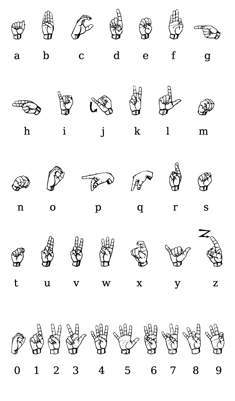 a b c d e f g
h i j k l m
n o p q r s
Z
t u v w x y z
0 1 2 3 4 5 6 7 8 9